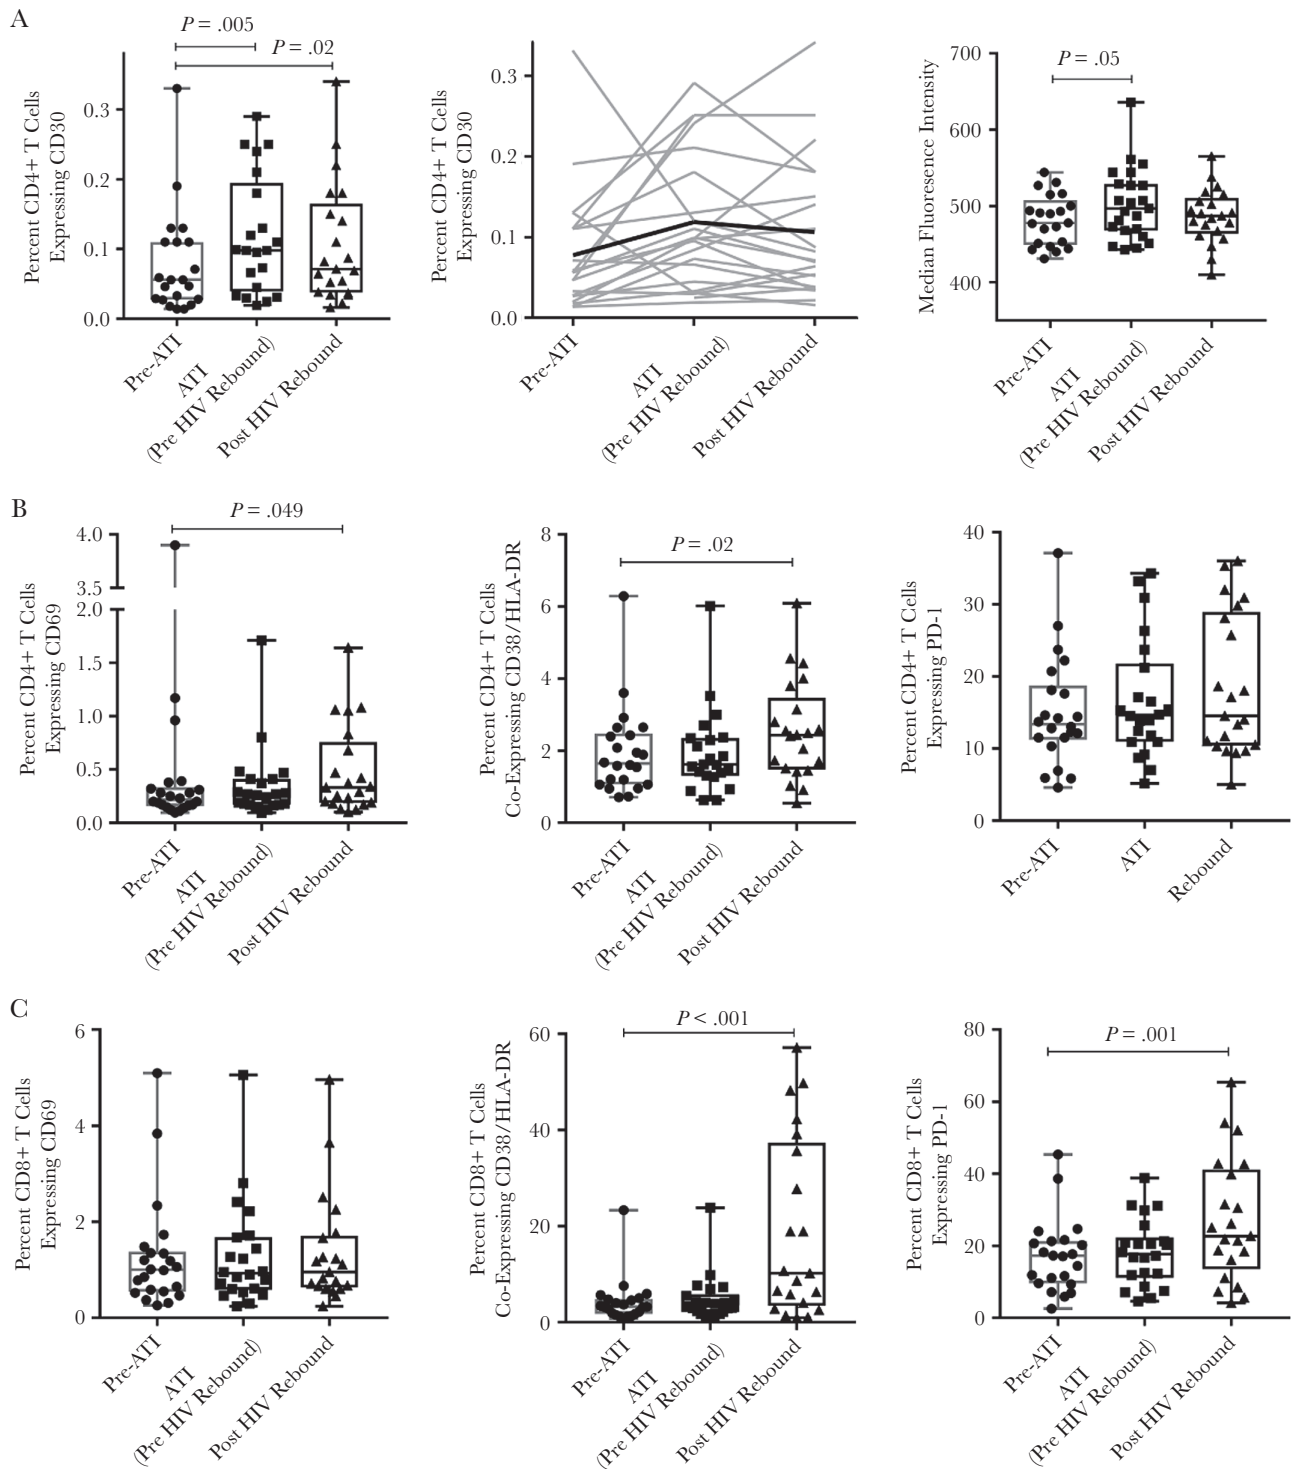 A
P = .005
P = .02
Percent CD4+ T Cells
Expressing CD30
0.3
0.2
0.1
0.0
Pre-ATI
ATI
(Pre HIV Rebound)
Post HIV Rebound
Percent CD4+ T Cells
Expressing CD30
0.3
0.2
0.1
0.0
Pre-ATI
ATI
(Pre HIV Rebound)
Post HIV Rebound
P = .05
Median Fluoresence Intensity
700
600
500
400
Pre-ATI
ATI
(Pre HIV Rebound)
Post HIV Rebound
B
P = .049
Percent CD4+ T Cells
Expressing CD69
4.0
3.5
2.0
1.5
1.0
0.5
0.0
Pre-ATI
ATI
(Pre HIV Rebound)
Post HIV Rebound
P = .02
Percent CD4+ T Cells
Co-Expressing CD38/HLA-DR
8
6
4
2
0
Pre-ATI
ATI
(Pre HIV Rebound)
Post HIV Rebound
Percent CD4+ T Cells
Expressing PD-1
40
30
20
10
0
Pre-ATI
ATI
Rebound
C
Percent CD8+ T Cells
Expressing CD69
6
4
2
0
Pre-ATI
ATI
(Pre HIV Rebound)
Post HIV Rebound
P < .001
Percent CD8+ T Cells
Co-Expressing CD38/HLA-DR
60
40
20
0
Pre-ATI
ATI
(Pre HIV Rebound)
Post HIV Rebound
P = .001
Percent CD8+ T Cells
Expressing PD-1
80
60
40
20
0
Pre-ATI
ATI
(Pre HIV Rebound)
Post HIV Rebound